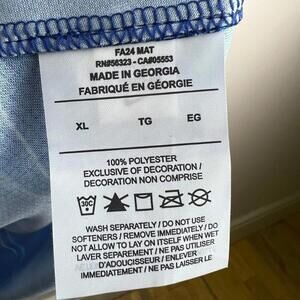 FA24 MAT
RN#56323 - CA#05553
MADE IN GEORGIA
FABRIQUÉ EN GÉORGIE
XL TG EG
100% POLYESTER
EXCLUSIVE OF DECORATION /
DECORATION NON COMPRISE
30C
WASH SEPARATELY / DO NOT USE
SOFTENERS / REMOVE IMMEDIATELY / DO
NOT ALLOW TO LAY ON ITSELF WHEN WET
LAVER SEPAREMENT / NE PAS UTILISER
D'ADOUCISSEUR / ENLEVER
IMMEDIATEMENT / NE PAS LAISSER LE